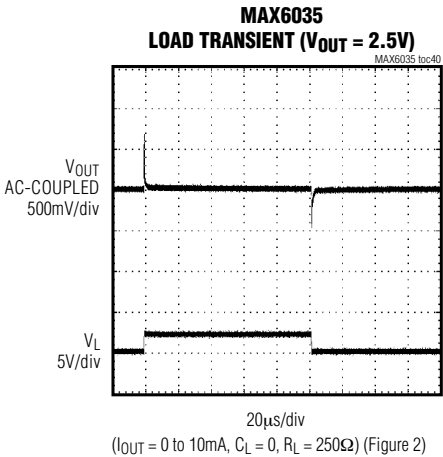 MAX6035
LOAD TRANSIENT (VOUT = 2.5V)
MAX6035 toc40
VOUT
AC-COUPLED
500mV/div
VL
5V/div
20μs/div
(IOUT = 0 to 10mA, CL = 0, RL = 250Ω) (Figure 2)